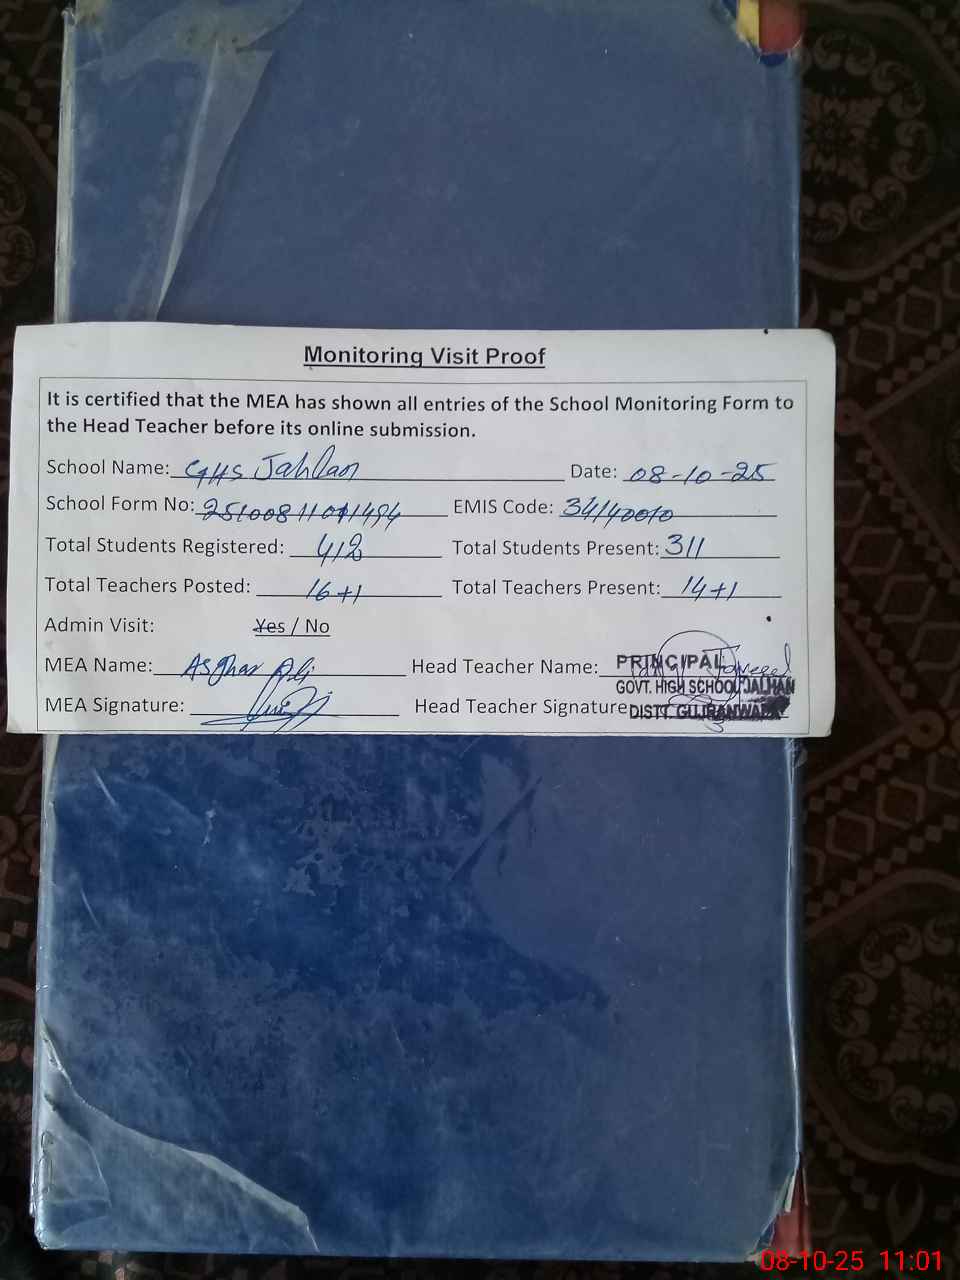 Monitoring Visit Proof
It is certified that the MEA has shown all entries of the School Monitoring Form to
the Head Teacher before its online submission.
School Name: GHS Jahlan Date: 08-10-25
School Form No: EMIS Code: 34140010
Total Students Registered: 412 Total Students Present: 311
Total Teachers Posted: 16+1 Total Teachers Present: 14+1
Admin Visit: Yes / No
MEA Name: Asghar Ali Head Teacher Name:
PRINCIPAL
GOVT. HIGH SCHOOL JALHAN
MEA Signature: Head Teacher Signature
DISTT. GUJRANWALA
08-10-25 11:01